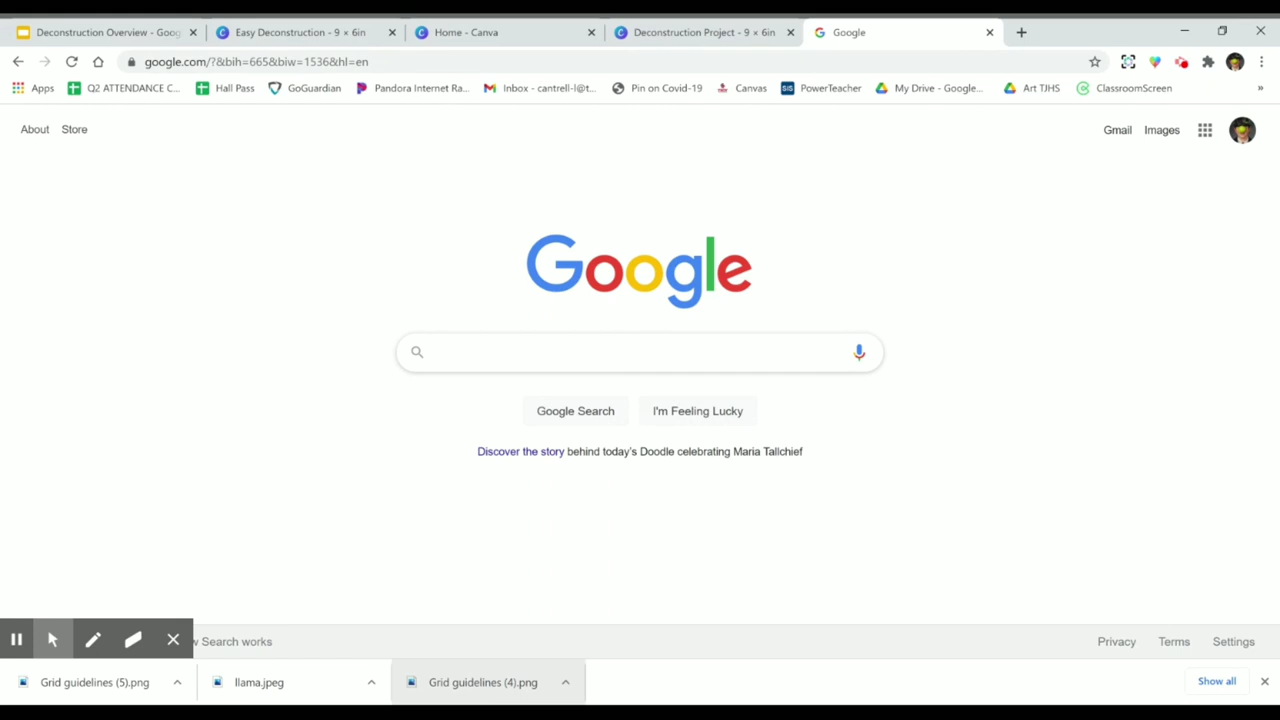 Deconstruction Overview - Goog
Easy Deconstruction - 9 × 6in
Home - Canva
Deconstruction Project - 9 × 6in
Google
google.com/?&bih=665&biw=1536&hl=en
Apps
Q2 ATTENDANCE C...
Hall Pass
GoGuardian
Pandora Internet Ra...
Inbox - cantrell-l@t...
Pin on Covid-19
Canvas
SIS
PowerTeacher
My Drive - Google...
Art TJHS
ClassroomScreen
»
About
Store
Gmail
Images
Google
Google Search
I'm Feeling Lucky
Discover the story behind today's Doodle celebrating Maria Tallchief
Search works
Privacy
Terms
Settings
Grid guidelines (5).png
llama.jpeg
Grid guidelines (4).png
Show all